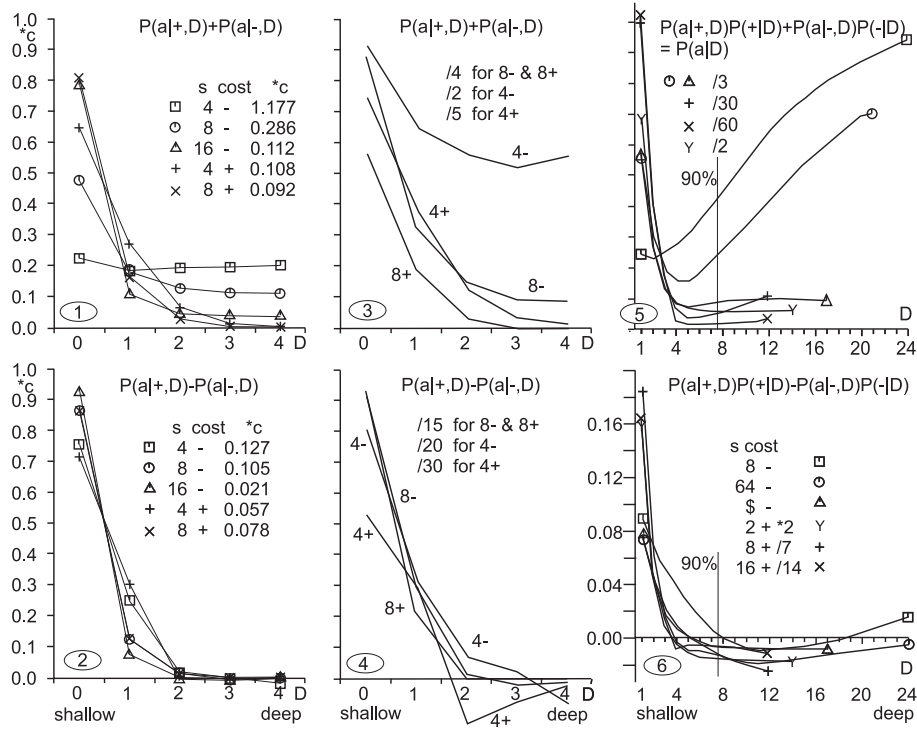 P(a|+,D)+P(a|-,D)
*c
1.0
0.9
0.8
0.7
0.6
0.5
0.4
0.3
0.2
0.1
0.0
s cost *c
4 - 1.177
8 - 0.286
16 - 0.112
4 + 0.108
8 + 0.092
1
0 1 2 3 4 D
P(a|+,D)+P(a|-,D)
/4 for 8- & 8+
/2 for 4-
/5 for 4+
4-
4+
8+
8-
3
0 1 2 3 4 D
P(a|+,D)P(+|D)+P(a|-,D)P(-|D)
= P(a|D)
/3
/30
/60
/2
90%
5
D
1 4 8 12 16 20 24
P(a|+,D)-P(a|-,D)
*c
1.0
0.9
0.8
0.7
0.6
0.5
0.4
0.3
0.2
0.1
0.0
s cost *c
4 - 0.127
8 - 0.105
16 - 0.021
4 + 0.057
8 + 0.078
2
0 1 2 3 4 D
shallow deep
P(a|+,D)-P(a|-,D)
/15 for 8- & 8+
/20 for 4-
/30 for 4+
4-
8-
4+
8+
4-
4+
4
0 1 2 3 4 D
shallow deep
P(a|+,D)P(+|D)-P(a|-,D)P(-|D)
0.16
0.12
0.08
0.04
0.00
s cost
8 -
64 -
$ -
2 + *2
8 + /7
16 + /14
90%
6
D
1 4 8 12 16 20 24
shallow deep